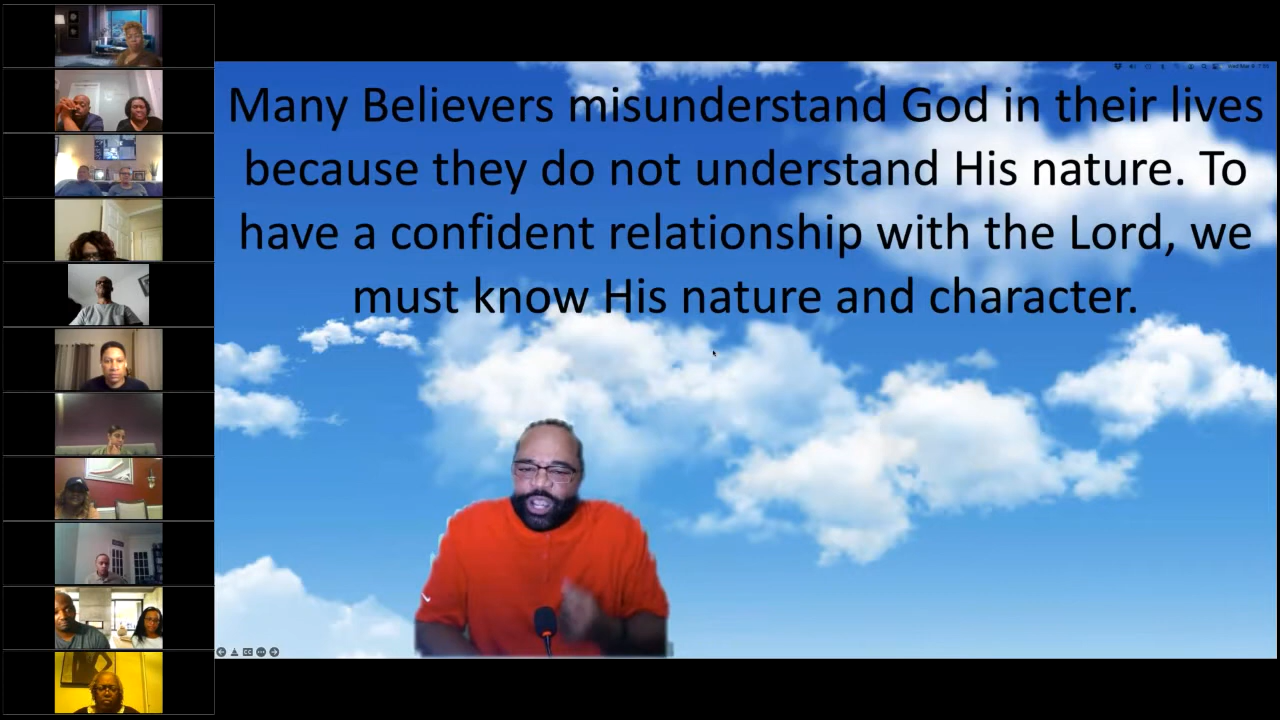 Many Believers misunderstand God in their lives
because they do not understand His nature. To
have a confident relationship with the Lord, we
must know His nature and character.